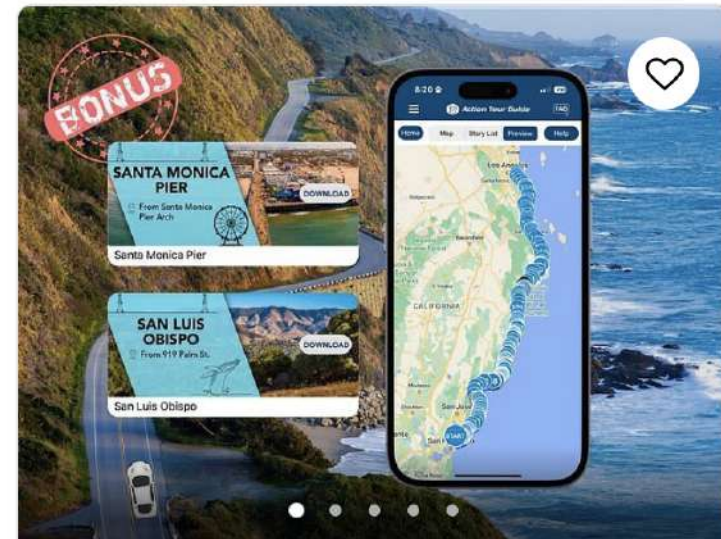 BONUS
SANTA MONICA
PIER
From Santa Monica
Pier Arch
DOWNLOAD
Santa Monica Pier
SAN LUIS
OBISPO
From 919 Palm St.
DOWNLOAD
San Luis Obispo
8:20
Action Tour Guide
FAQ
Home
Map
Story List
Preview
Help
Los Angeles
CALIFORNIA
San Jose
START